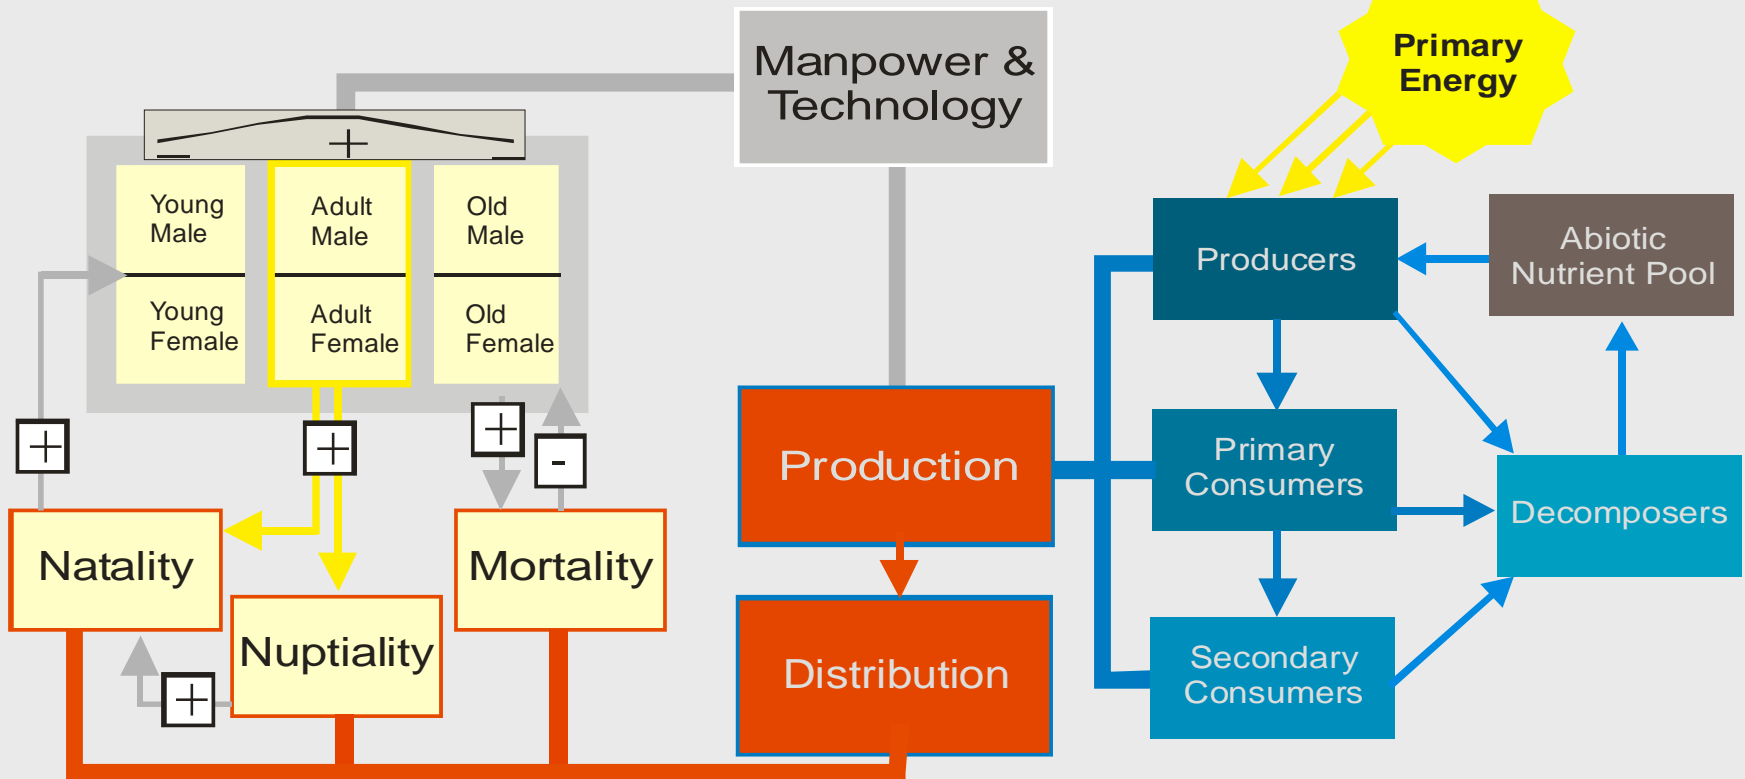 Manpower &
Technology
Primary
Energy
+
Young
Male
Adult
Male
Old
Male
Young
Female
Adult
Female
Old
Female
Producers
Abiotic
Nutrient Pool
+
+
+
-
Production
Primary
Consumers
Decomposers
Natality
Nuptiality
Mortality
+
Distribution
Secondary
Consumers